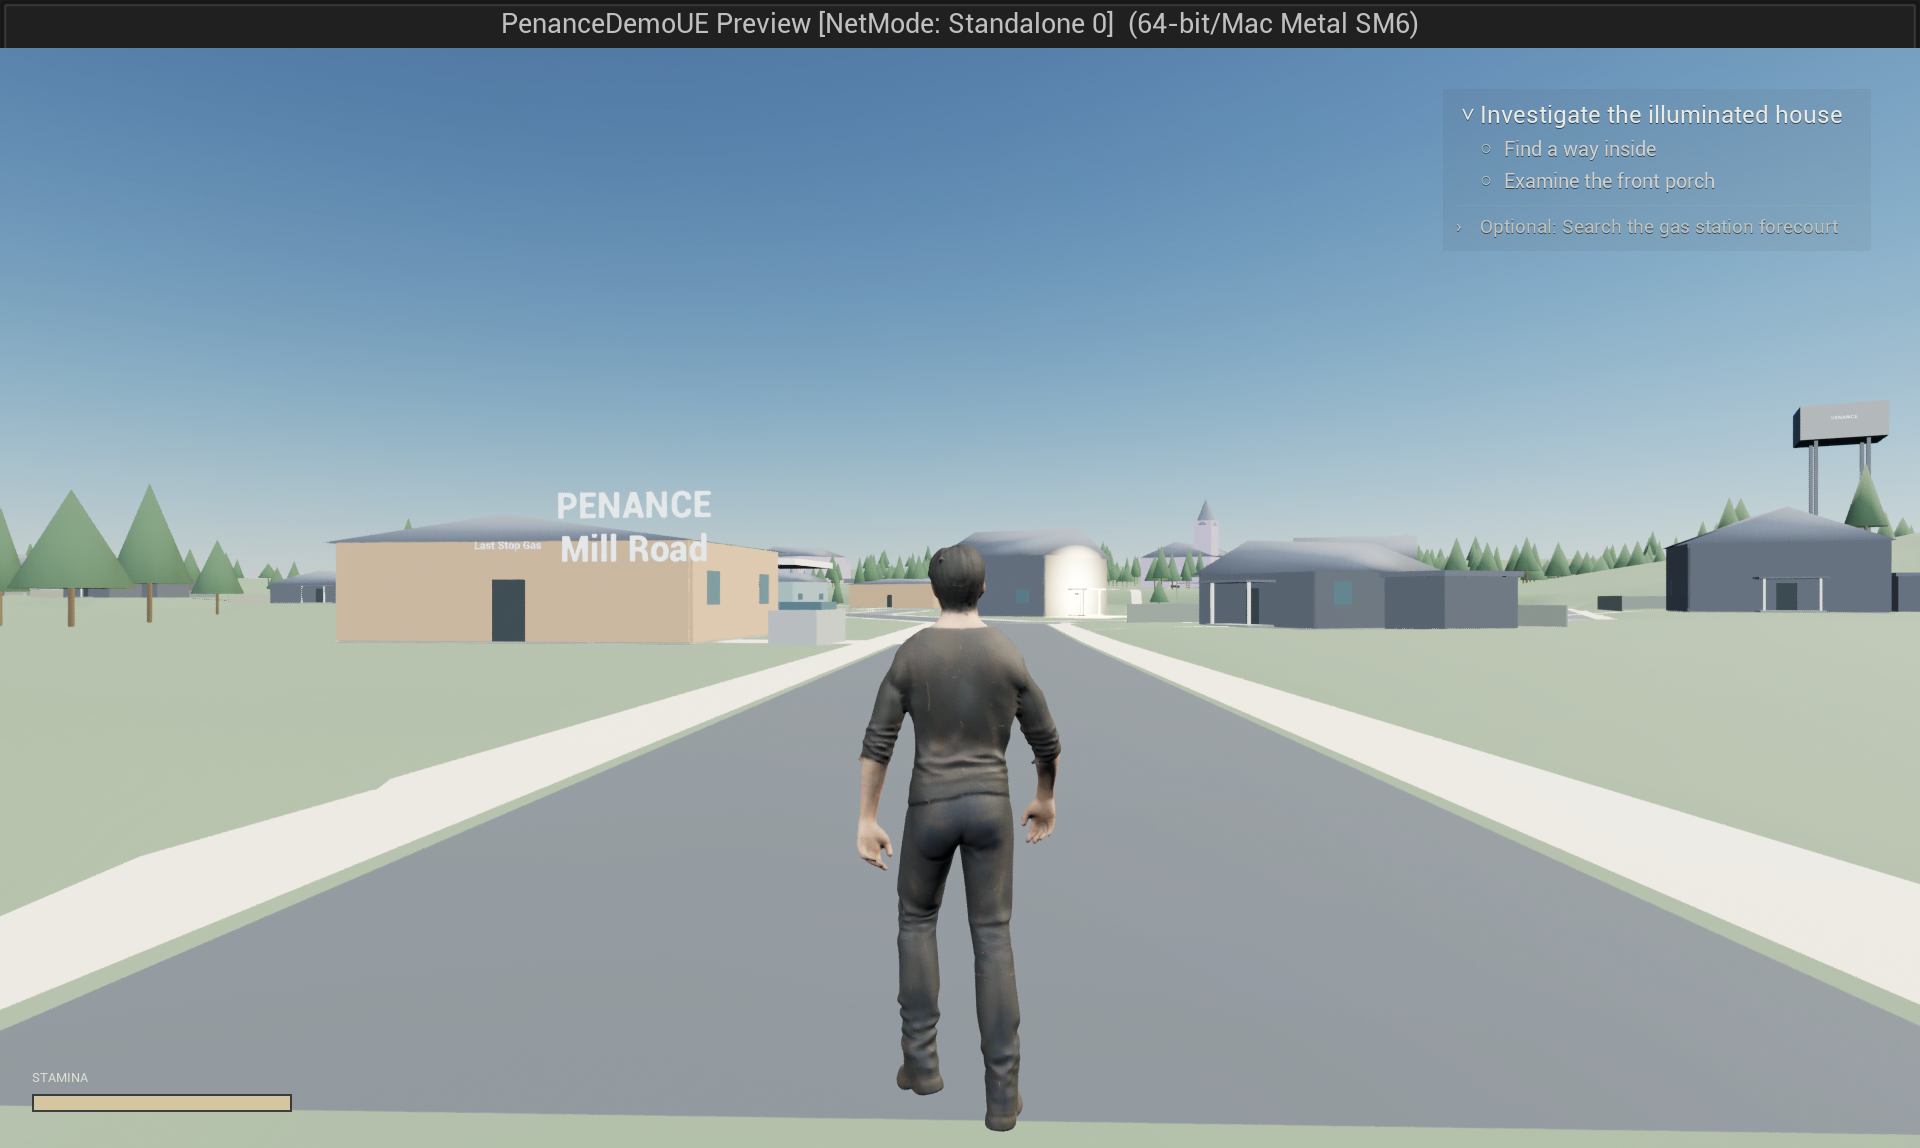 PenanceDemoUE Preview [NetMode: Standalone 0]  (64-bit/Mac Metal SM6)
Investigate the illuminated house
Find a way inside
Examine the front porch
Optional: Search the gas station forecourt
PENANCE
PENANCE
Mill Road
Last Stop Gas
STAMINA